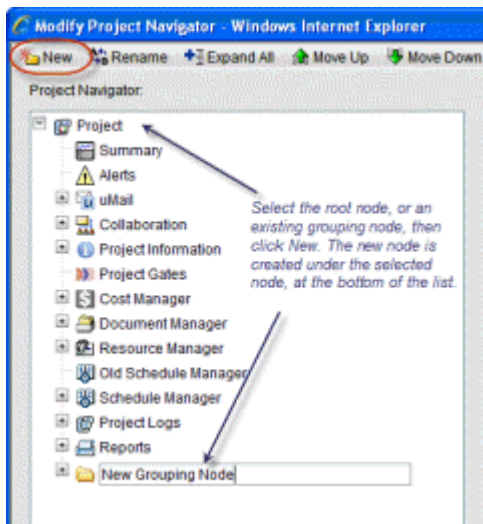 Modify Project Navigator - Windows Internet Explorer
New Rename Expand All Move Up Move Down
Project Navigator:
Project
Summary
Alerts
uMail
Collaboration
Project Information
Project Gates
Cost Manager
Document Manager
Resource Manager
Old Schedule Manager
Schedule Manager
Project Logs
Reports
New Grouping Node
Select the root node, or an
existing grouping node, then
click New. The new node is
created under the selected
node, at the bottom of the list.